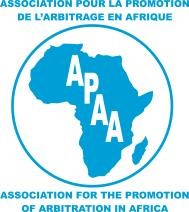 ASSOCIATION POUR LA PROMOTION
DE L'ARBITRAGE EN AFRIQUE
APAA
ASSOCIATION FOR THE PROMOTION
OF ARBITRATION IN AFRICA